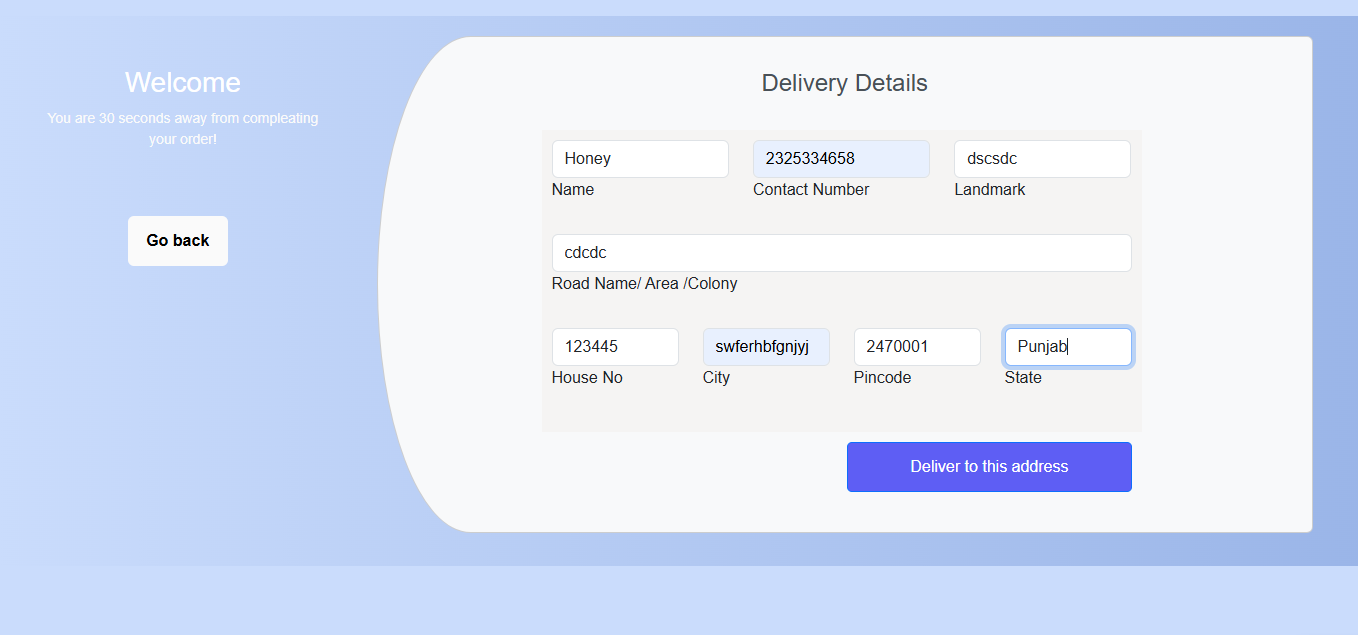 Welcome
You are 30 seconds away from compleating
your order!
Go back
Delivery Details
Honey 2325334658 dscsdc
Name Contact Number Landmark
cdcdc
Road Name/ Area /Colony
123445 swferhbfgnjyj 2470001 Punjab
House No City Pincode State
Deliver to this address